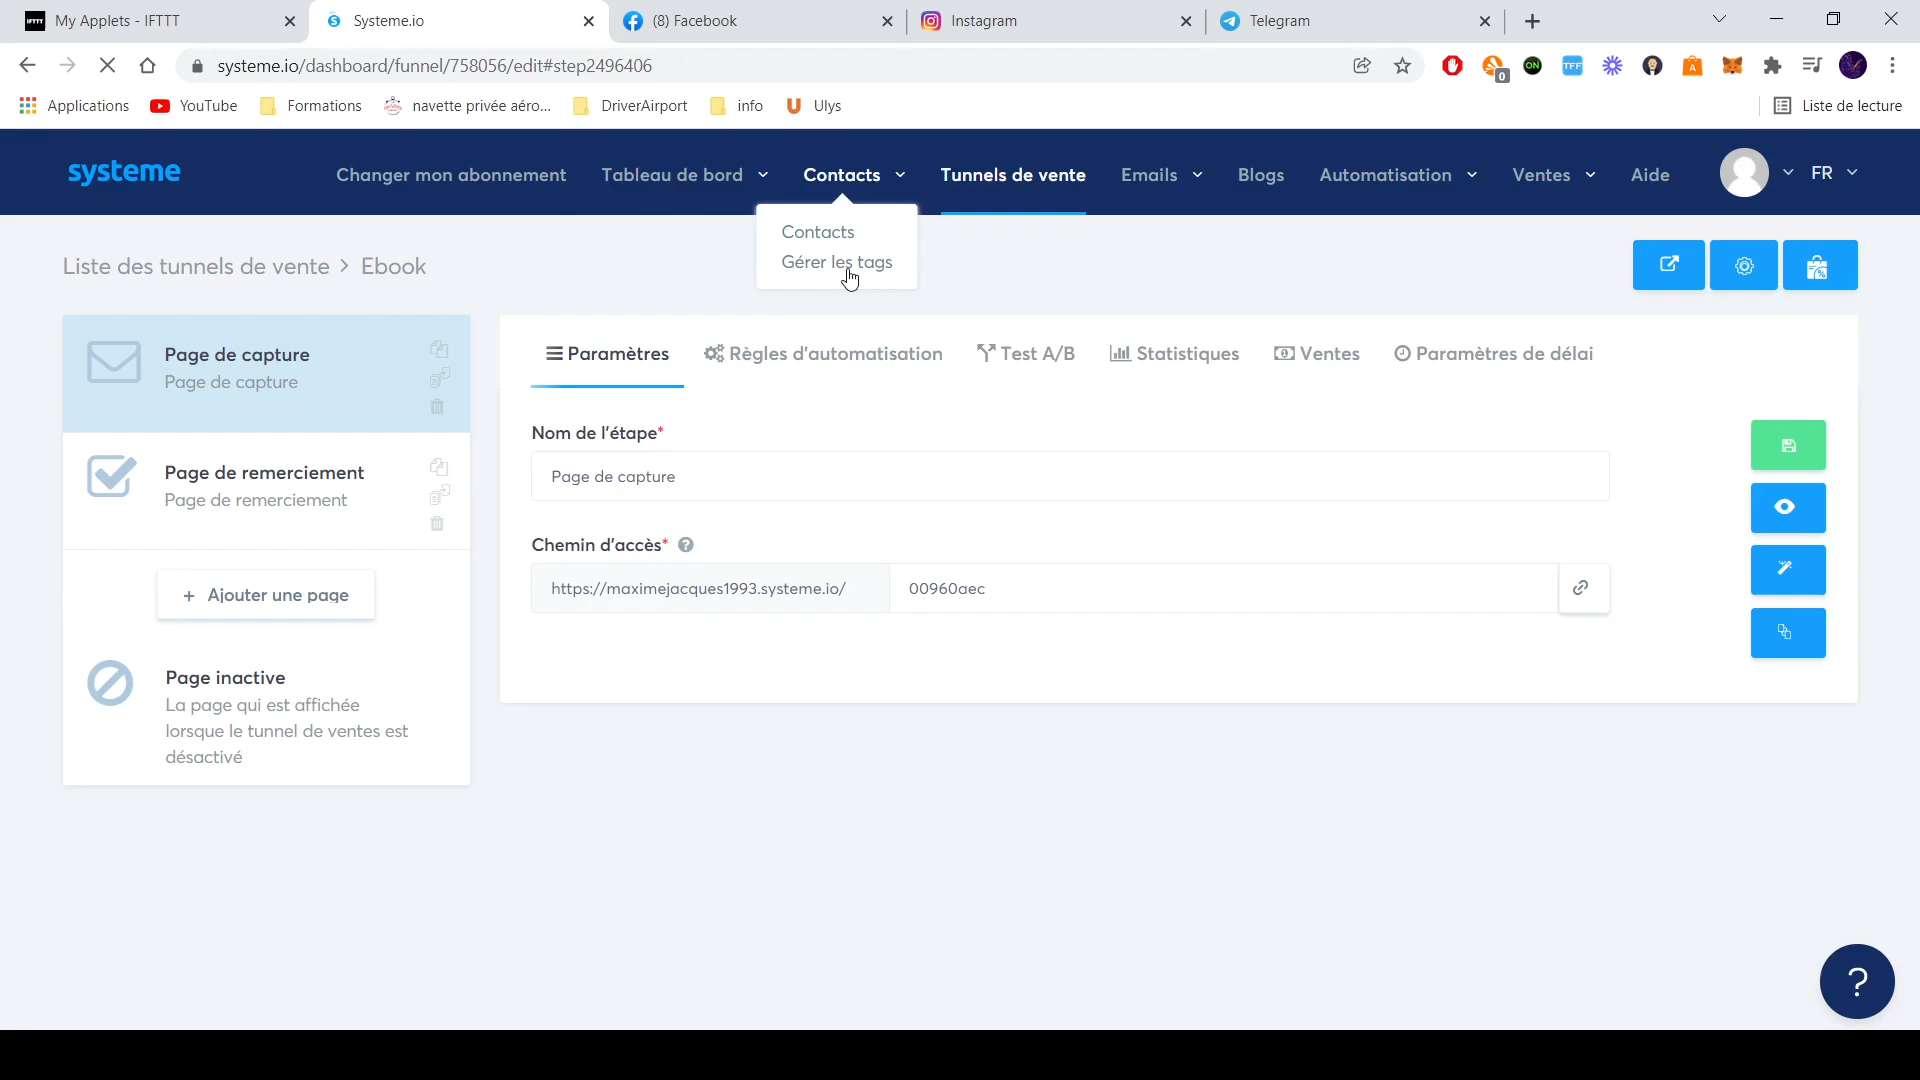 My Applets - IFTTT
Systeme.io
(8) Facebook
Instagram
Telegram
systeme.io/dashboard/funnel/758056/edit#step2496406
0
ON
TFF
Applications
YouTube
Formations
navette privée aéro...
DriverAirport
info
Ulys
Liste de lecture
systeme
Changer mon abonnement
Tableau de bord
Contacts
Tunnels de vente
Emails
Blogs
Automatisation
Ventes
Aide
FR
Contacts
Gérer les tags
Liste des tunnels de vente > Ebook
Page de capture
Page de capture
Page de remerciement
Page de remerciement
+ Ajouter une page
Page inactive
La page qui est affichée
lorsque le tunnel de ventes est
désactivé
Paramètres
Règles d'automatisation
Test A/B
Statistiques
Ventes
Paramètres de délai
Nom de l'étape*
Page de capture
Chemin d'accès* ?
https://maximejacques1993.systeme.io/
00960aec
?